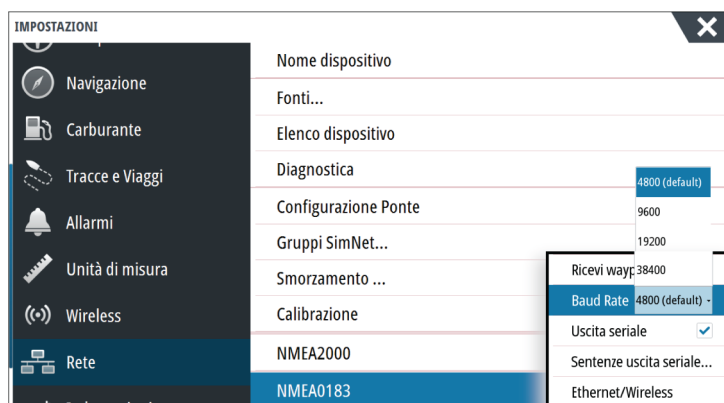 IMPOSTAZIONI
Navigazione
Carburante
Tracce e Viaggi
Allarmi
Unità di misura
Wireless
Rete
Nome dispositivo
Fonti...
Elenco dispositivo
Diagnostica
Configurazione Ponte
Gruppi SimNet...
Smorzamento ...
Calibrazione
NMEA2000
NMEA0183
4800 (default)
9600
19200
38400
Ricevi
Baud Rate 4800 (default)
Uscita seriale
Sentenze uscita seriale...
Ethernet/Wireless